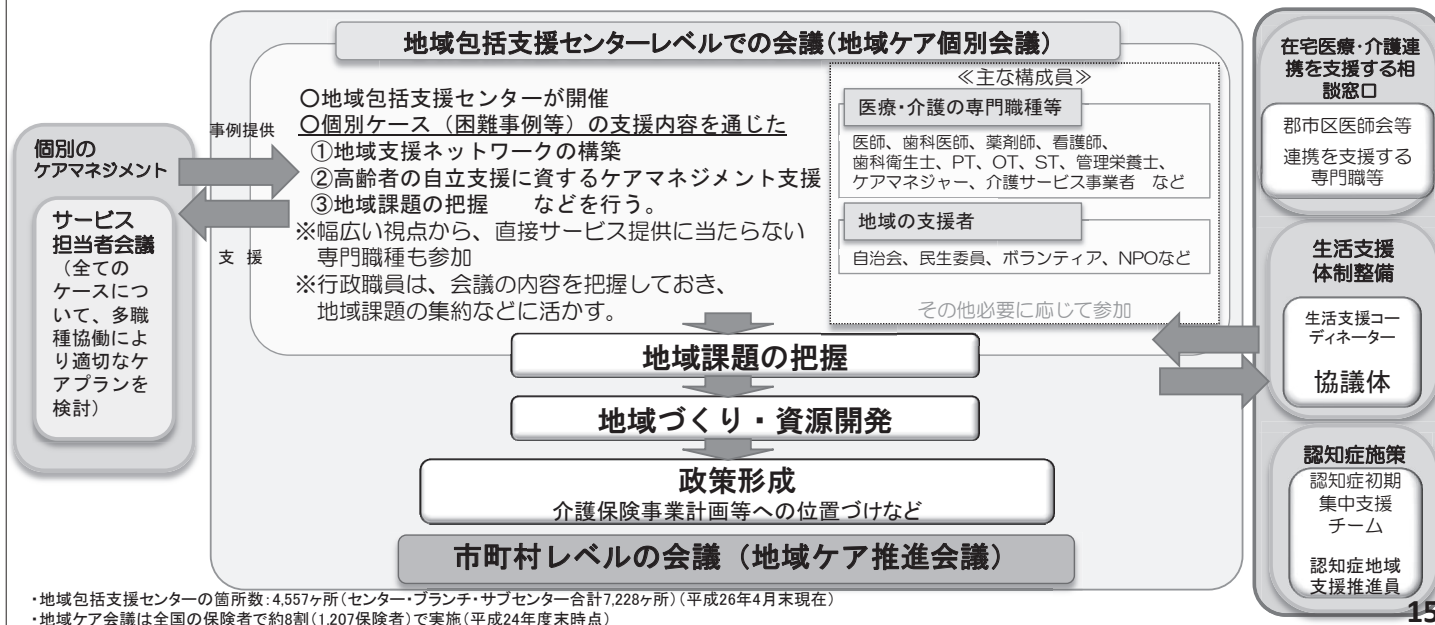 地域包括支援センターレベルでの会議(地域ケア個別会議)
〇地域包括支援センターが開催
〇個別ケース（困難事例等）の支援内容を通じた
①地域支援ネットワークの構築
②高齢者の自立支援に資するケアマネジメント支援
③地域課題の把握　　などを行う。
※幅広い視点から、直接サービス提供に当たらない
専門職種も参加
※行政職員は、会議の内容を把握しておき、
地域課題の集約などに活かす。
≪主な構成員≫
医療・介護の専門職種等
医師、歯科医師、薬剤師、看護師、
歯科衛生士、PT、OT、ST、管理栄養士、
ケアマネジャー、介護サービス事業者　など
地域の支援者
自治会、民生委員、ボランティア、NPOなど
その他必要に応じて参加
事例提供
支　援
個別の
ケアマネジメント
サービス
担当者会議
（全ての
ケースにつ
いて、多職
種協働によ
り適切なケ
アプランを
検討）
地域課題の把握
地域づくり・資源開発
政策形成
介護保険事業計画等への位置づけなど
市町村レベルの会議（地域ケア推進会議）
在宅医療・介護連
携を支援する相
談窓口
郡市区医師会等
連携を支援する
専門職等
生活支援
体制整備
生活支援コー
ディネーター
協議体
認知症施策
認知症初期
集中支援
チーム
認知症地域
支援推進員
・地域包括支援センターの箇所数：4,557ヶ所（センター・ブランチ・サブセンター合計7,228ヶ所）（平成26年4月末現在）
・地域ケア会議は全国の保険者で約8割（1,207保険者）で実施（平成24年度末時点）
15